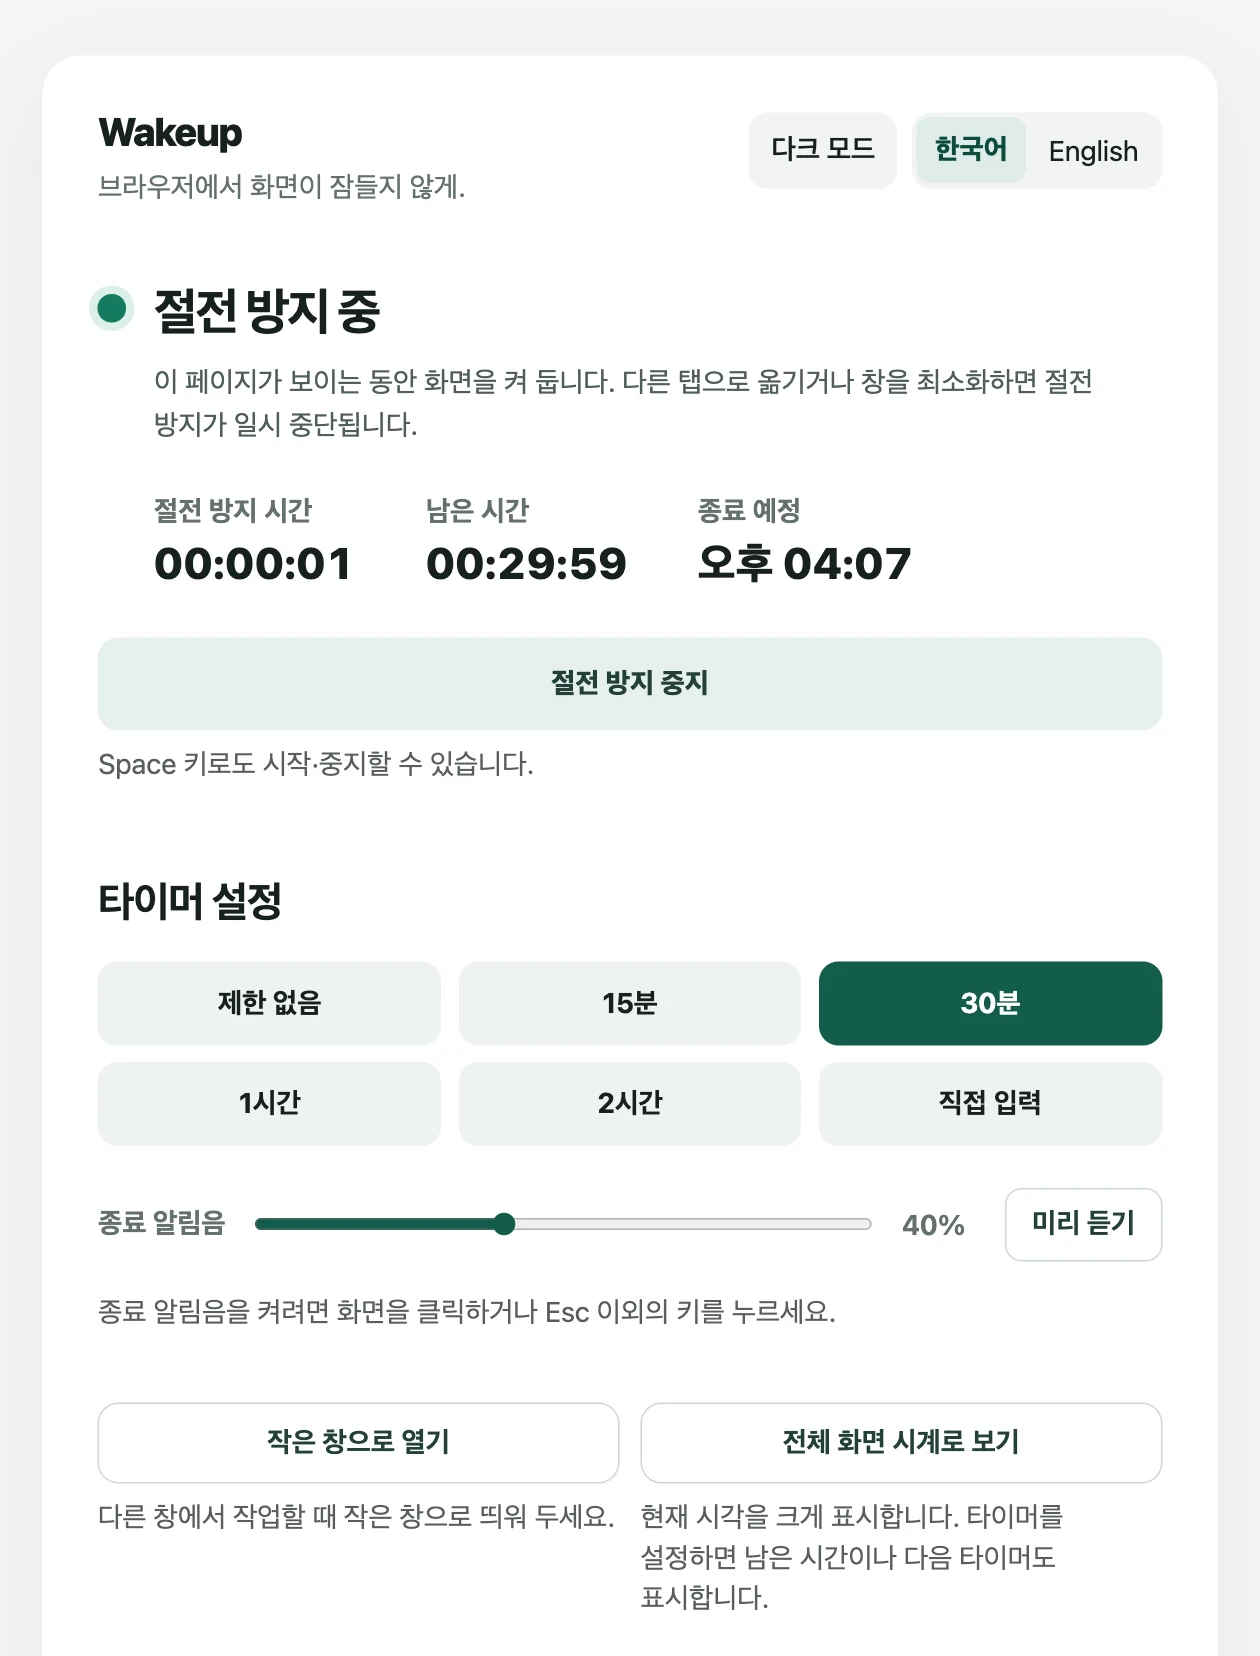 Wakeup
브라우저에서 화면이 잠들지 않게.
다크 모드
한국어
English
절전 방지 중
이 페이지가 보이는 동안 화면을 켜 둡니다. 다른 탭으로 옮기거나 창을 최소화하면 절전
방지가 일시 중단됩니다.
절전 방지 시간
00:00:01
남은 시간
00:29:59
종료 예정
오후 04:07
절전 방지 중지
Space 키로도 시작·중지할 수 있습니다.
타이머 설정
제한 없음
15분
30분
1시간
2시간
직접 입력
종료 알림음
40%
미리 듣기
종료 알림음을 켜려면 화면을 클릭하거나 Esc 이외의 키를 누르세요.
작은 창으로 열기
다른 창에서 작업할 때 작은 창으로 띄워 두세요.
전체 화면 시계로 보기
현재 시각을 크게 표시합니다. 타이머를
설정하면 남은 시간이나 다음 타이머도
표시합니다.